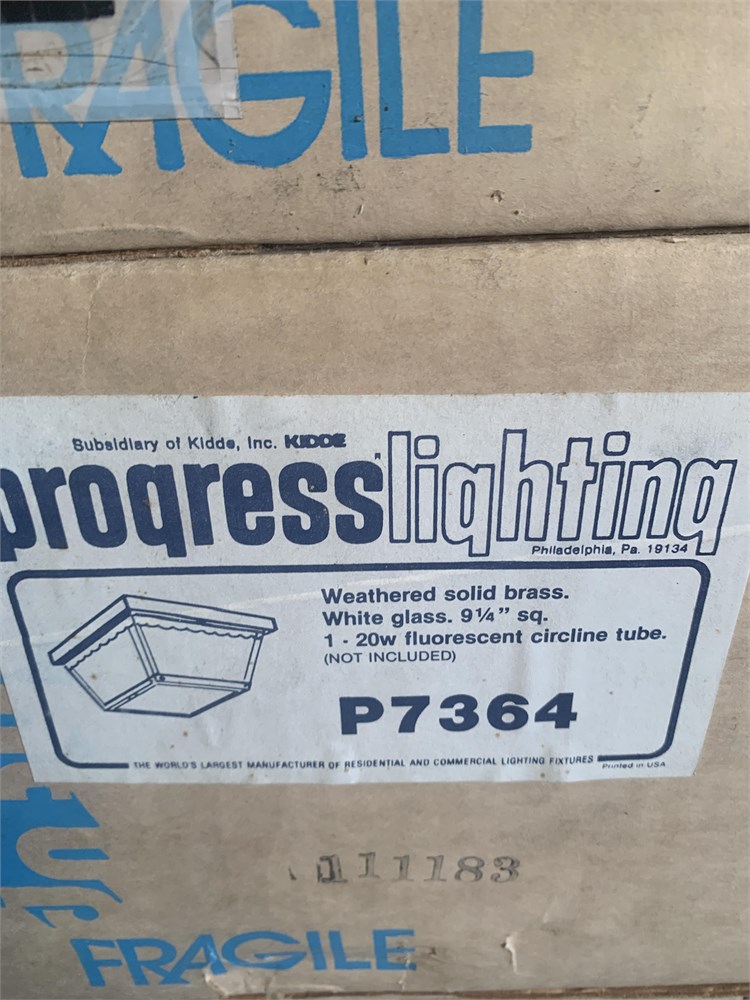 FRAGILE
Subsidiary of Kidde, Inc. KIDDE
progresslighting
Philadelphia, Pa. 19134
Weathered solid brass.
White glass. 9¼" sq.
1 - 20w fluorescent circline tube.
(NOT INCLUDED)
P7364
THE WORLD'S LARGEST MANUFACTURER OF RESIDENTIAL AND COMMERCIAL LIGHTING FIXTURES
Printed in USA
111183
FRAGILE